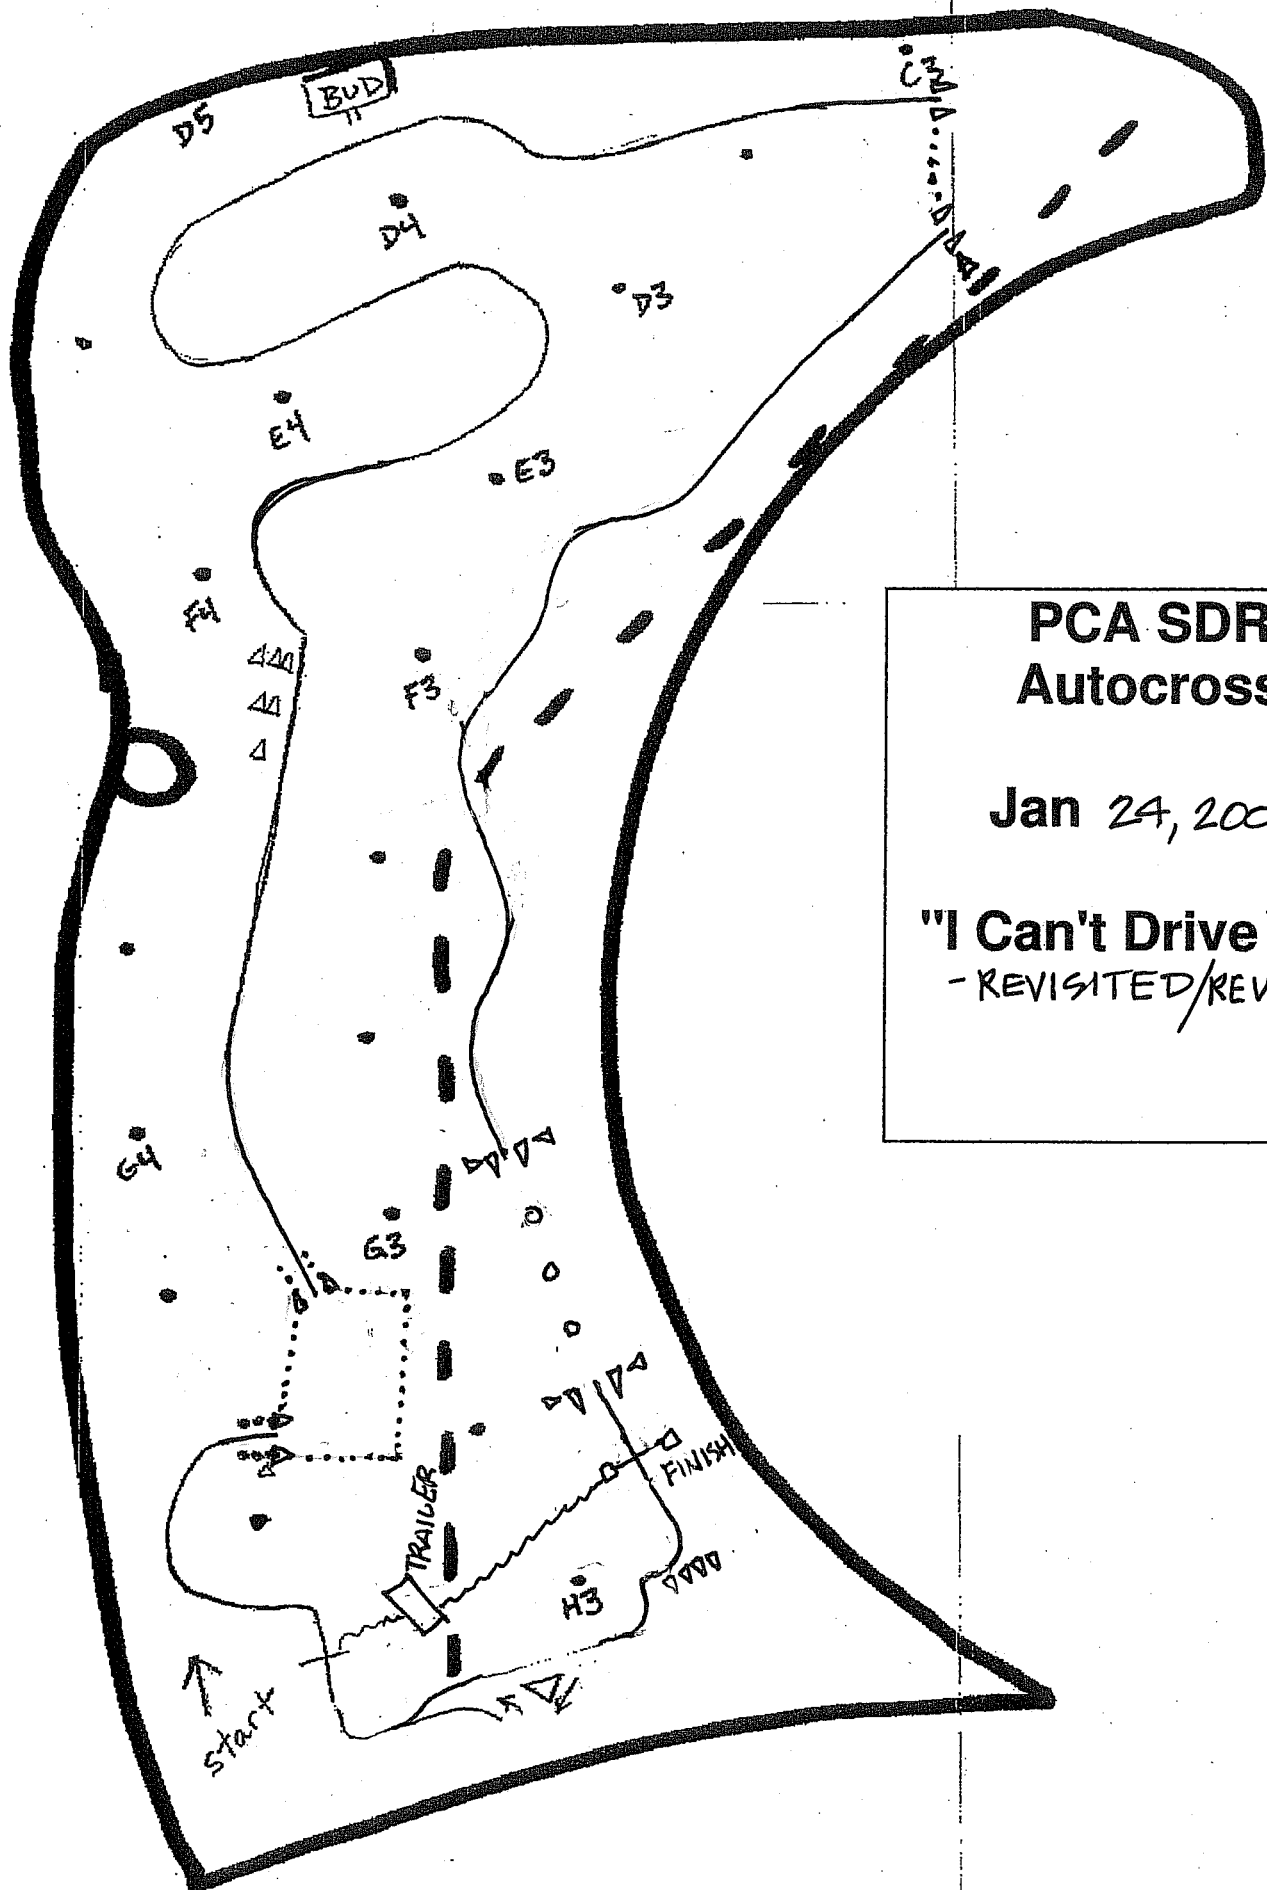 C3
BUD
D5
D4
D3
E4
E3
F4
F3
PCA SDR
Autocross
Jan 24, 200
"I Can't Drive
- REVISITED/REV
G4
G3
TRAILER
FINISH
H3
Start